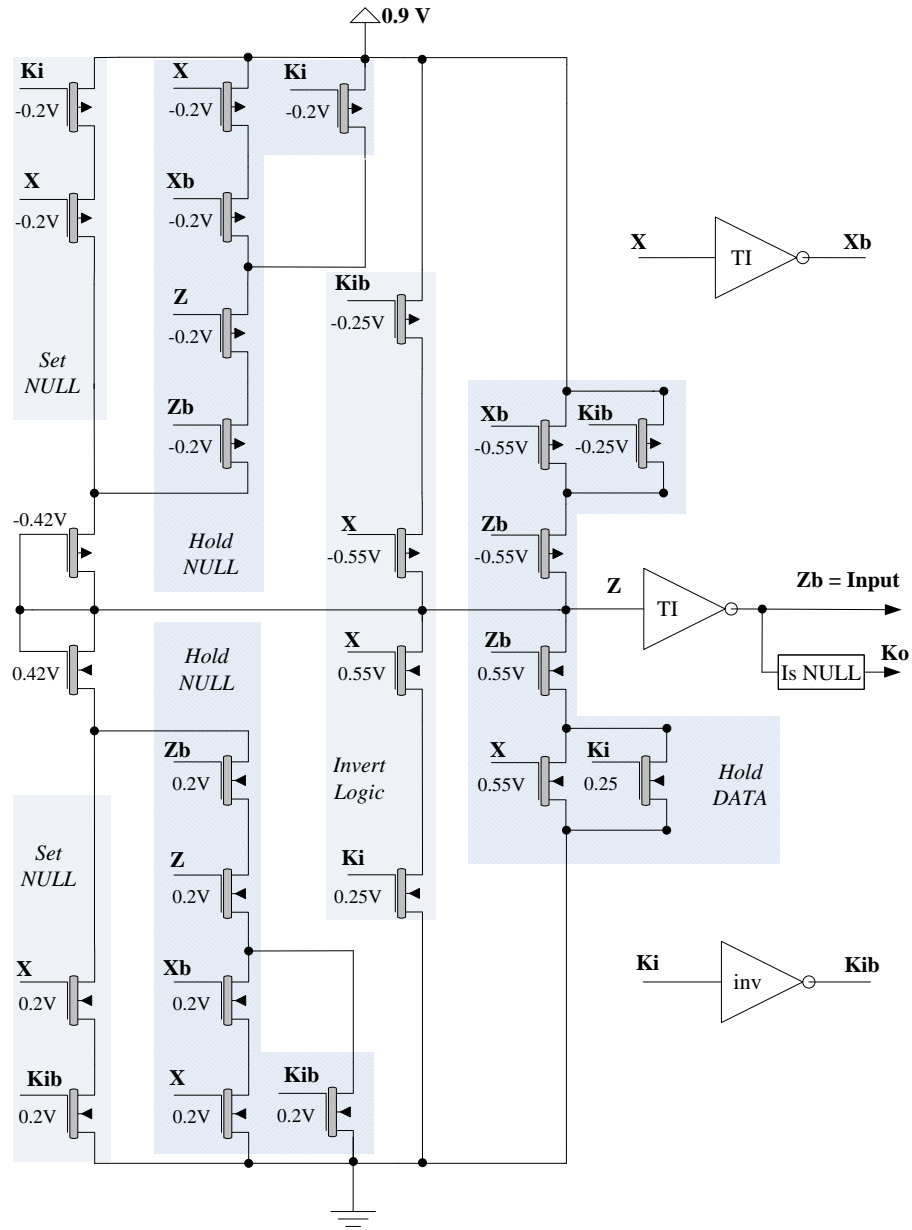 0.9 V
Ki
-0.2V
X
-0.2V
Set
NULL
X
-0.2V
Ki
-0.2V
Xb
-0.2V
Z
-0.2V
Zb
-0.2V
Hold
NULL
Kib
-0.25V
X
-0.55V
X
0.55V
Invert
Logic
Ki
0.25V
Xb
-0.55V
Kib
-0.25V
Zb
-0.55V
Zb
0.55V
X
0.55V
Ki
0.25
Hold
DATA
X
TI
Xb
Z
TI
Zb = Input
Is NULL
Ko
Ki
inv
Kib
-0.42V
0.42V
Hold
NULL
Zb
0.2V
Z
0.2V
Xb
0.2V
X
0.2V
Kib
0.2V
Set
NULL
X
0.2V
Kib
0.2V